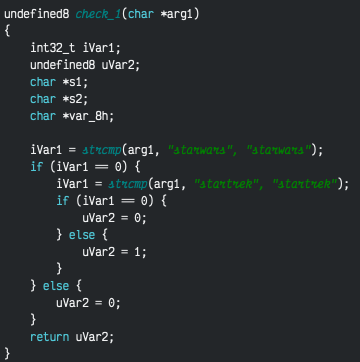 undefined8 check_1(char *arg1)
{
    int32_t iVar1;
    undefined8 uVar2;
    char *s1;
    char *s2;
    char *var_8h;

    iVar1 = strcmp(arg1, "starwars", "starwars");
    if (iVar1 == 0) {
        iVar1 = strcmp(arg1, "startrek", "startrek");
        if (iVar1 == 0) {
            uVar2 = 0;
        } else {
            uVar2 = 1;
        }
    } else {
        uVar2 = 0;
    }
    return uVar2;
}